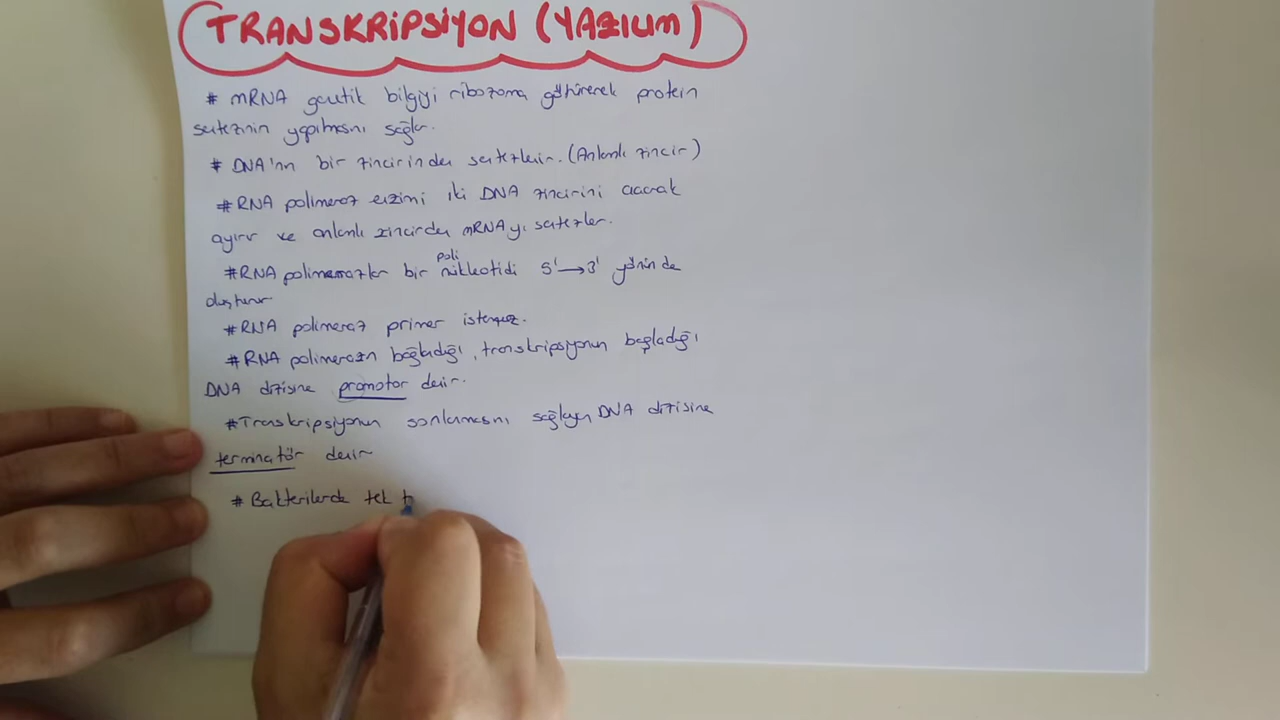 TRANSKRİPSİYON (YAZILIM)
# mRNA genetik bilgiyi ribozoma götürerek protein
sentezinin yapılmasını sağlar.
# DNA'nın bir zincirinden sentezlenir. (Anlamlı zincir)
# RNA polimeraz enzimi iki DNA zincirini açarak
ayırır ve anlamlı zincirden mRNA yı sentezler.
# RNA polimerazlar bir polinükleotidi 5' → 3' yönünde
oluşturur
# RNA polimeraz primer istemez.
# RNA polimerazın bağladığı, transkripsiyonun başladığı
DNA dizisine promotor denir.
# Transkripsiyonun sonlanmasını sağlayan DNA dizisine
terminatör denir
# Bakterilerde tek t